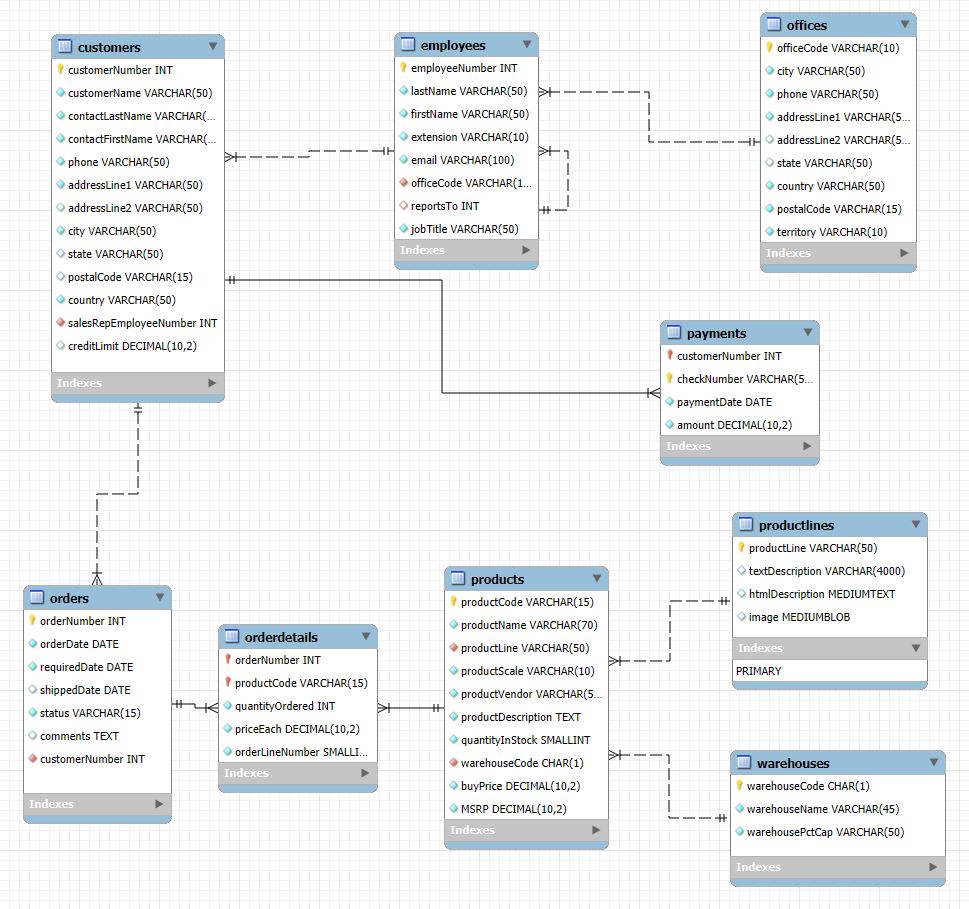 customers
customerNumber INT
customerName VARCHAR(50)
contactLastName VARCHAR(...
contactFirstName VARCHAR(...
phone VARCHAR(50)
addressLine1 VARCHAR(50)
addressLine2 VARCHAR(50)
city VARCHAR(50)
state VARCHAR(50)
postalCode VARCHAR(15)
country VARCHAR(50)
salesRepEmployeeNumber INT
creditLimit DECIMAL(10,2)
Indexes
employees
employeeNumber INT
lastName VARCHAR(50)
firstName VARCHAR(50)
extension VARCHAR(10)
email VARCHAR(100)
officeCode VARCHAR(1...
reportsTo INT
jobTitle VARCHAR(50)
Indexes
offices
officeCode VARCHAR(10)
city VARCHAR(50)
phone VARCHAR(50)
addressLine1 VARCHAR(5...
addressLine2 VARCHAR(5...
state VARCHAR(50)
country VARCHAR(50)
postalCode VARCHAR(15)
territory VARCHAR(10)
Indexes
payments
customerNumber INT
checkNumber VARCHAR(5...
paymentDate DATE
amount DECIMAL(10,2)
Indexes
orders
orderNumber INT
orderDate DATE
requiredDate DATE
shippedDate DATE
status VARCHAR(15)
comments TEXT
customerNumber INT
Indexes
orderdetails
orderNumber INT
productCode VARCHAR(15)
quantityOrdered INT
priceEach DECIMAL(10,2)
orderLineNumber SMALLI...
Indexes
products
productCode VARCHAR(15)
productName VARCHAR(70)
productLine VARCHAR(50)
productScale VARCHAR(10)
productVendor VARCHAR(5...
productDescription TEXT
quantityInStock SMALLINT
warehouseCode CHAR(1)
buyPrice DECIMAL(10,2)
MSRP DECIMAL(10,2)
Indexes
productlines
productLine VARCHAR(50)
textDescription VARCHAR(4000)
htmlDescription MEDIUMTEXT
image MEDIUMBLOB
Indexes
PRIMARY
warehouses
warehouseCode CHAR(1)
warehouseName VARCHAR(45)
warehousePctCap VARCHAR(50)
Indexes